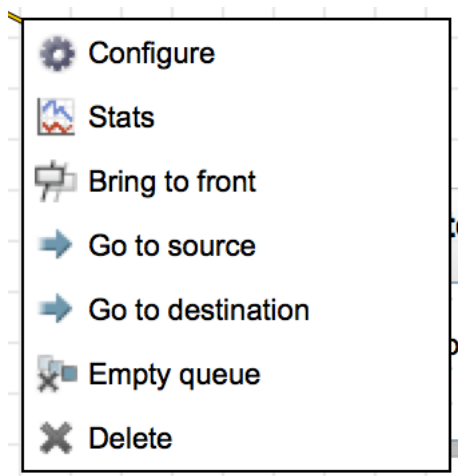 Configure
Stats
Bring to front
Go to source
Go to destination
Empty queue
Delete